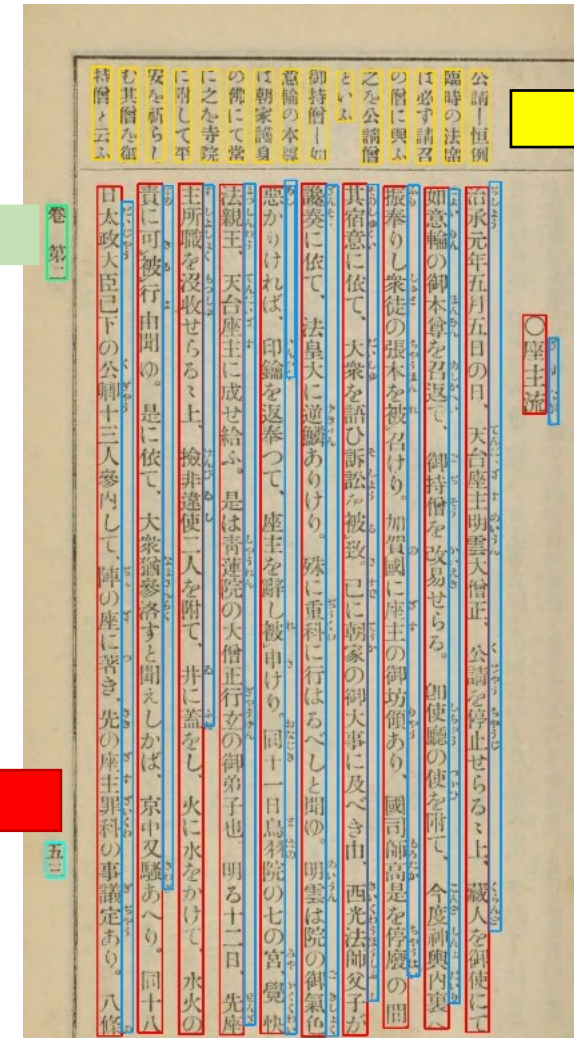 公請ー恒例
臨時の法會
は必ず請召
の僧に與ふ
之を公請僧
といふ
御持僧ー如
意輪の本尊
は朝家護身
の佛にて常
に之を寺院
に附して平
安を祈らし
む其僧を御
持僧と云ふ
〇座主流
治承元年五月五日の日、天台座主明雲大僧正、公請を停止せらるゝ上、藏人を御使にて
如意輪の御本尊を召返て、御持僧を改易せらる。加使廳の使を附て、今度神輿內裏へ
振奉りし衆徒の張本を被召けり。加賀國に座主の御坊領あり、國司師高是を停廢の間
其宿意に依て、大衆を語ひ訴訟を被致。已に朝家の御大事に及べき由、西光法師父子が
讒奏に依て、法皇大に逆鱗ありけり。殊に重科に行はるべしと聞ゆ。明雲は院の御氣色
惡かりければ、印鑰を返奉つて、座主を辭し被申けり。同十一日鳥羽院の七の宮、覺快
法親王、天台座主に成せ給ふ。是は靑蓮院の大僧正行玄の御弟子也。明る十二日、先座
主所職を沒收せらるゝ上、撿非違使二人を附て、井に蓋をし、火に水をかけて、水火の
責に可被行由聞ゆ。是に依て、大衆猶參洛すと聞えしかば、京中又騷あへり。同十八
日太政大臣已下の公卿十三人參內して、陣の座に著き、先の座主罪科の事議定あり。八條
卷 第二
五三